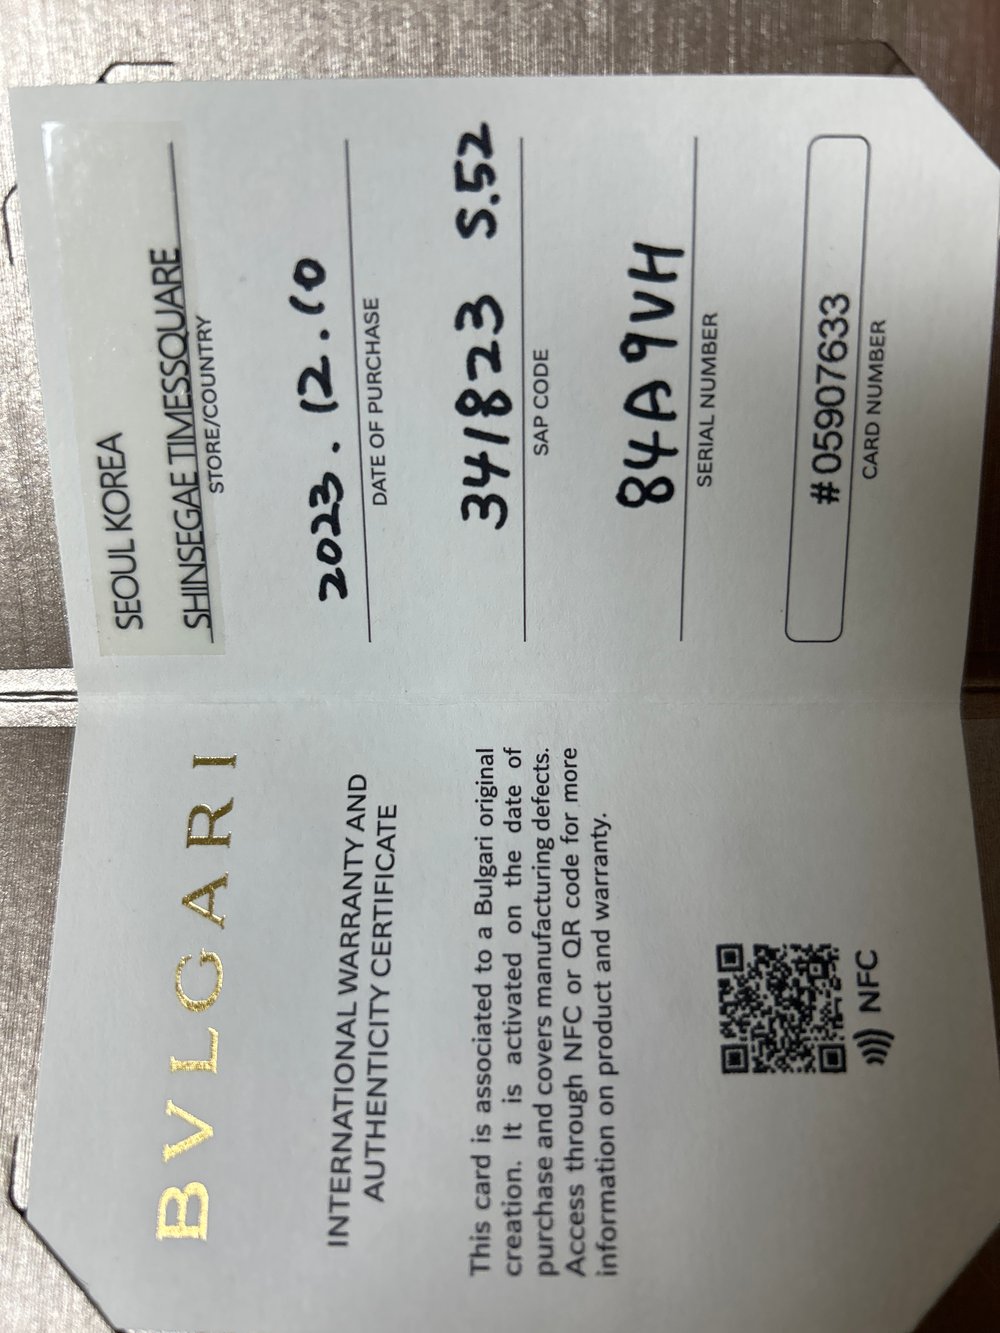 BVLGARI
INTERNATIONAL WARRANTY AND
AUTHENTICITY CERTIFICATE
This card is associated to a Bulgari original
creation. It is activated on the date of
purchase and covers manufacturing defects.
Access through NFC or QR code for more
information on product and warranty.
NFC
SEOUL KOREA
SHINSEGAE TIMESSQUARE
STORE/COUNTRY
2023.12.10
DATE OF PURCHASE
341823 S.52
SAP CODE
84A9VH
SERIAL NUMBER
#05907633
CARD NUMBER